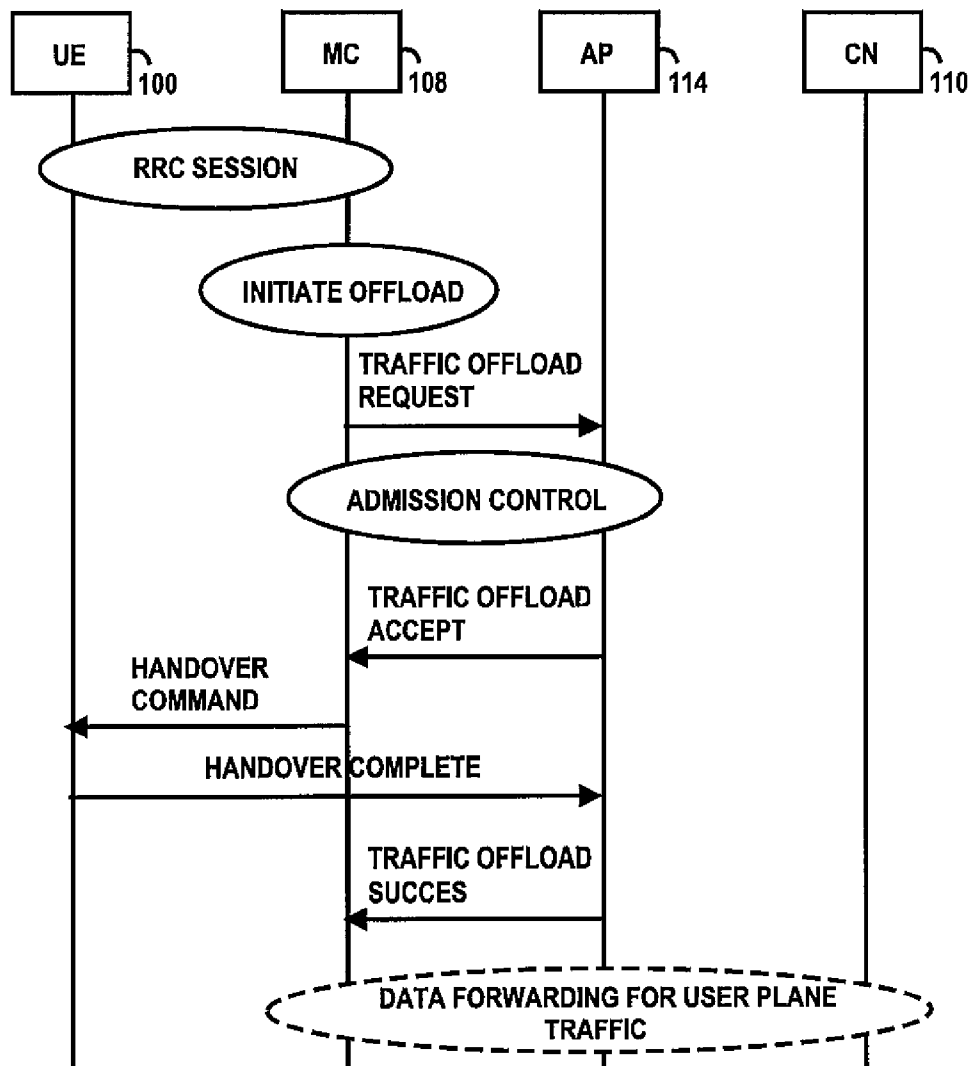 UE
100
MC
108
AP
114
CN
110
RRC SESSION
INITIATE OFFLOAD
TRAFFIC OFFLOAD
REQUEST
ADMISSION CONTROL
TRAFFIC OFFLOAD
ACCEPT
HANDOVER
COMMAND
HANDOVER COMPLETE
TRAFFIC OFFLOAD
SUCCES
DATA FORWARDING FOR USER PLANE
TRAFFIC